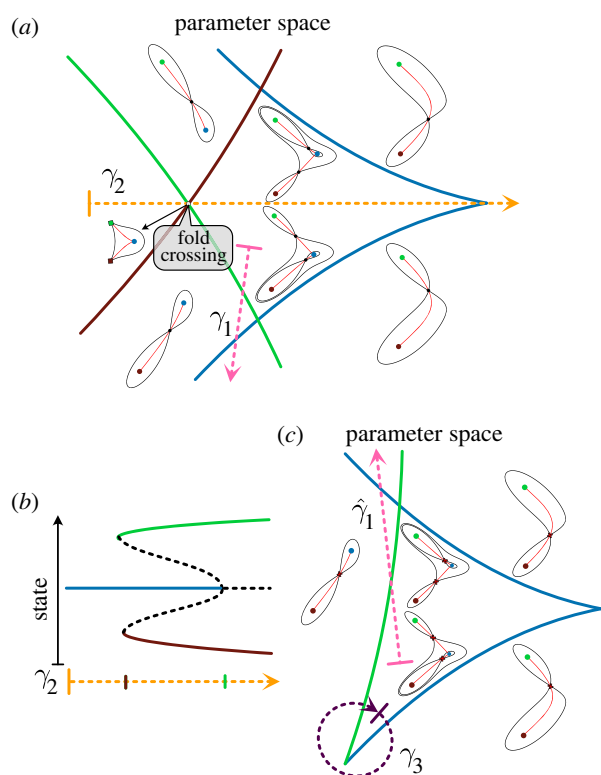 (a)
parameter space
γ₂
fold
crossing
γ₁
(c)
parameter space
(b)
γ̂₁
state
γ₂
γ₃